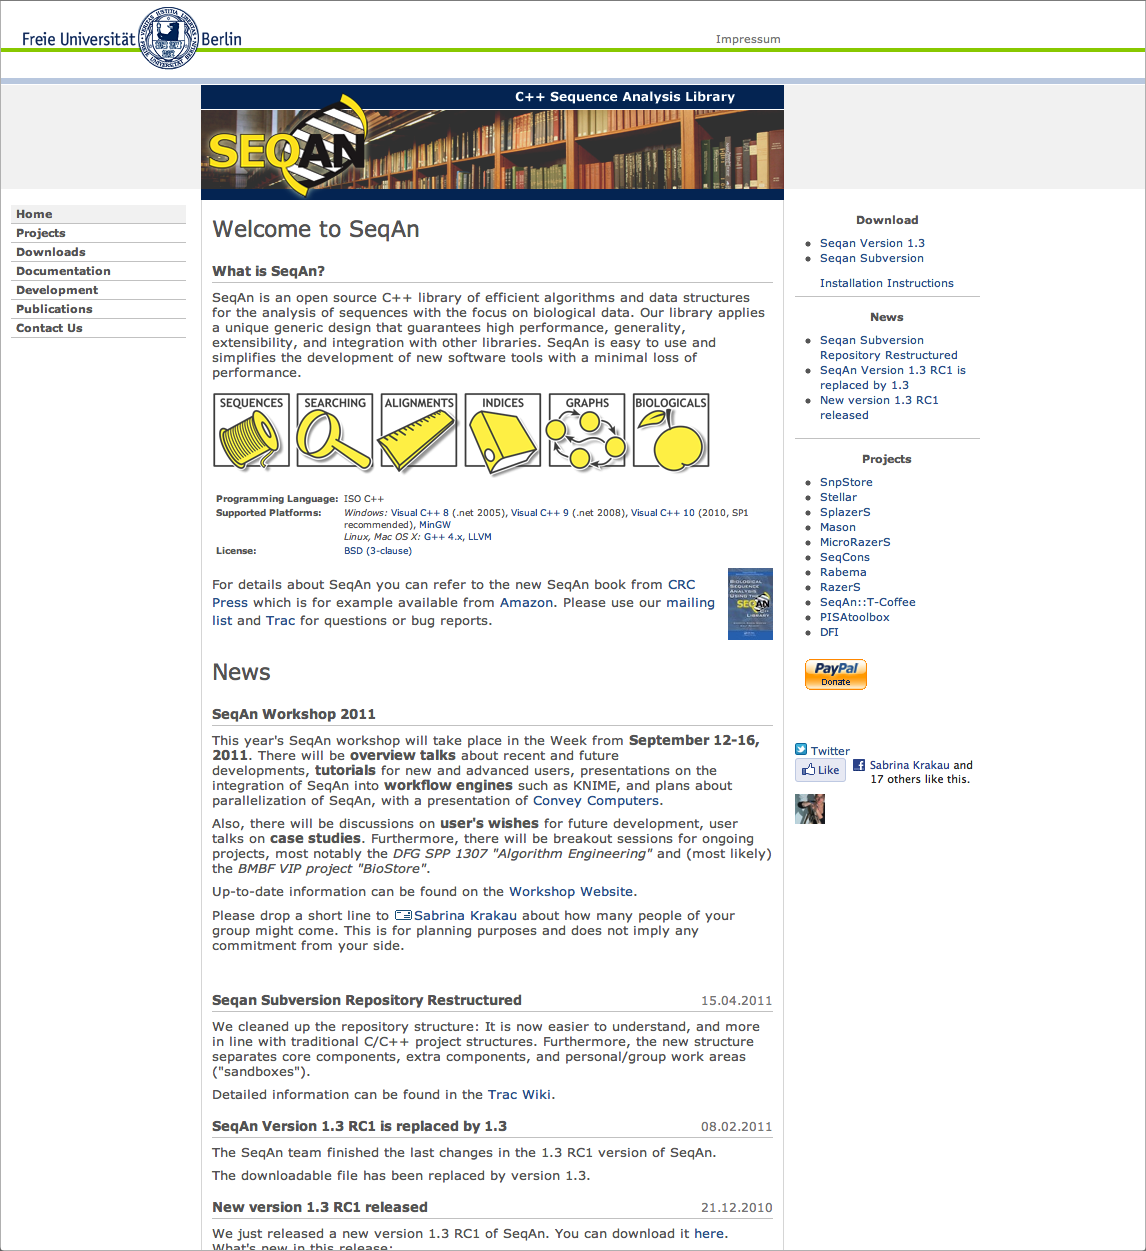 Freie Universität Berlin
Impressum
C++ Sequence Analysis Library
SEQAN
Home
Projects
Downloads
Documentation
Development
Publications
Contact Us
Welcome to SeqAn
What is SeqAn?
SeqAn is an open source C++ library of efficient algorithms and data structures
for the analysis of sequences with the focus on biological data. Our library applies
a unique generic design that guarantees high performance, generality,
extensibility, and integration with other libraries. SeqAn is easy to use and
simplifies the development of new software tools with a minimal loss of
performance.
SEQUENCES SEARCHING ALIGNMENTS INDICES GRAPHS BIOLOGICALS
Programming Language: ISO C++
Supported Platforms: Windows: Visual C++ 8 (.net 2005), Visual C++ 9 (.net 2008), Visual C++ 10 (2010, SP1
recommended), MinGW
Linux, Mac OS X: G++ 4.x, LLVM
License: BSD (3-clause)
For details about SeqAn you can refer to the new SeqAn book from CRC
Press which is for example available from Amazon. Please use our mailing
list and Trac for questions or bug reports.
BIOLOGICAL
SEQUENCE
ANALYSIS
USING THE
SEQAN
LIBRARY
News
SeqAn Workshop 2011
This year's SeqAn workshop will take place in the Week from September 12-16,
2011. There will be overview talks about recent and future
developments, tutorials for new and advanced users, presentations on the
integration of SeqAn into workflow engines such as KNIME, and plans about
parallelization of SeqAn, with a presentation of Convey Computers.
Also, there will be discussions on user's wishes for future development, user
talks on case studies. Furthermore, there will be breakout sessions for ongoing
projects, most notably the DFG SPP 1307 "Algorithm Engineering" and (most likely)
the BMBF VIP project "BioStore".
Up-to-date information can be found on the Workshop Website.
Please drop a short line to Sabrina Krakau about how many people of your
group might come. This is for planning purposes and does not imply any
commitment from your side.
Seqan Subversion Repository Restructured 15.04.2011
We cleaned up the repository structure: It is now easier to understand, and more
in line with traditional C/C++ project structures. Furthermore, the new structure
separates core components, extra components, and personal/group work areas
("sandboxes").
Detailed information can be found in the Trac Wiki.
SeqAn Version 1.3 RC1 is replaced by 1.3 08.02.2011
The SeqAn team finished the last changes in the 1.3 RC1 version of SeqAn.
The downloadable file has been replaced by version 1.3.
New version 1.3 RC1 released 21.12.2010
We just released a new version 1.3 RC1 of SeqAn. You can download it here.
What's new in this release:
Download
Seqan Version 1.3
Seqan Subversion
Installation Instructions
News
Seqan Subversion
Repository Restructured
SeqAn Version 1.3 RC1 is
replaced by 1.3
New version 1.3 RC1
released
Projects
SnpStore
Stellar
SplazerS
Mason
MicroRazerS
SeqCons
Rabema
RazerS
SeqAn::T-Coffee
PISAtoolbox
DFI
PayPal
Donate
Twitter
Like Sabrina Krakau and
17 others like this.